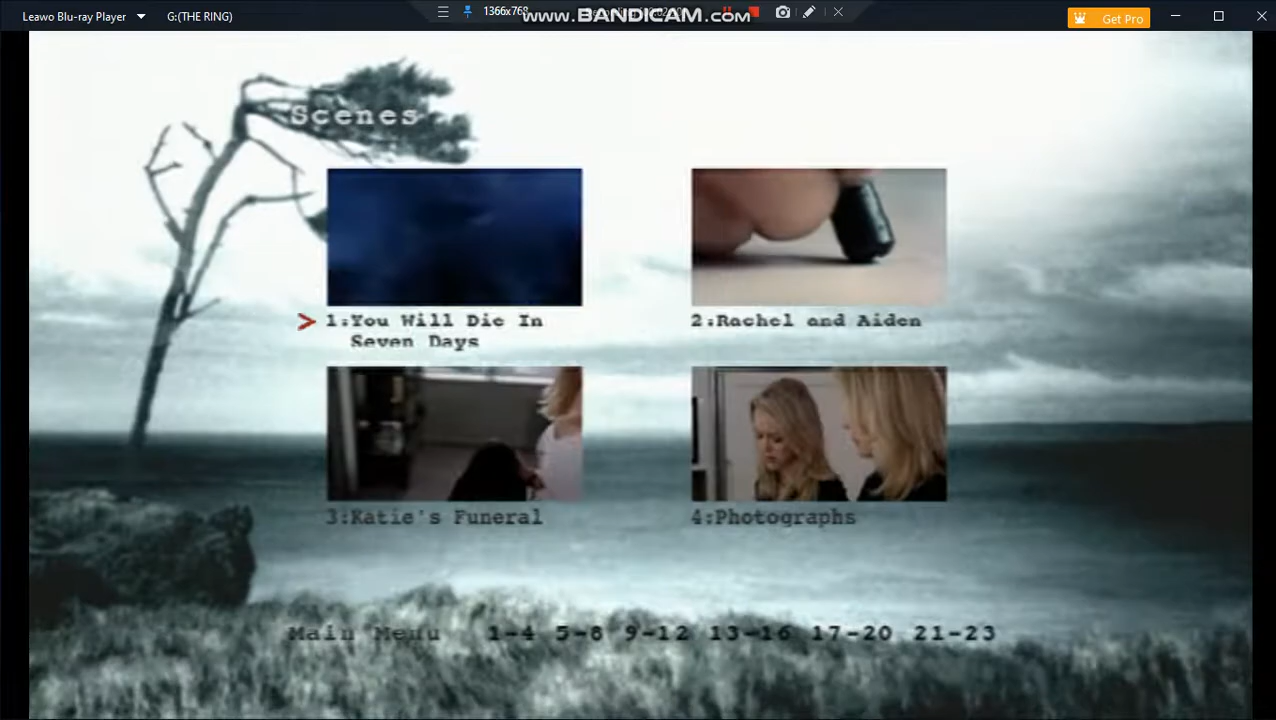 Leawo Blu-ray Player G:(THE RING)
1366x768
www.BANDICAM.com
Get Pro
Scenes
1:You Will Die In
Seven Days
2:Rachel and Aiden
3:Katie's Funeral
4:Photographs
Main Menu 1-4 5-8 9-12 13-16 17-20 21-23